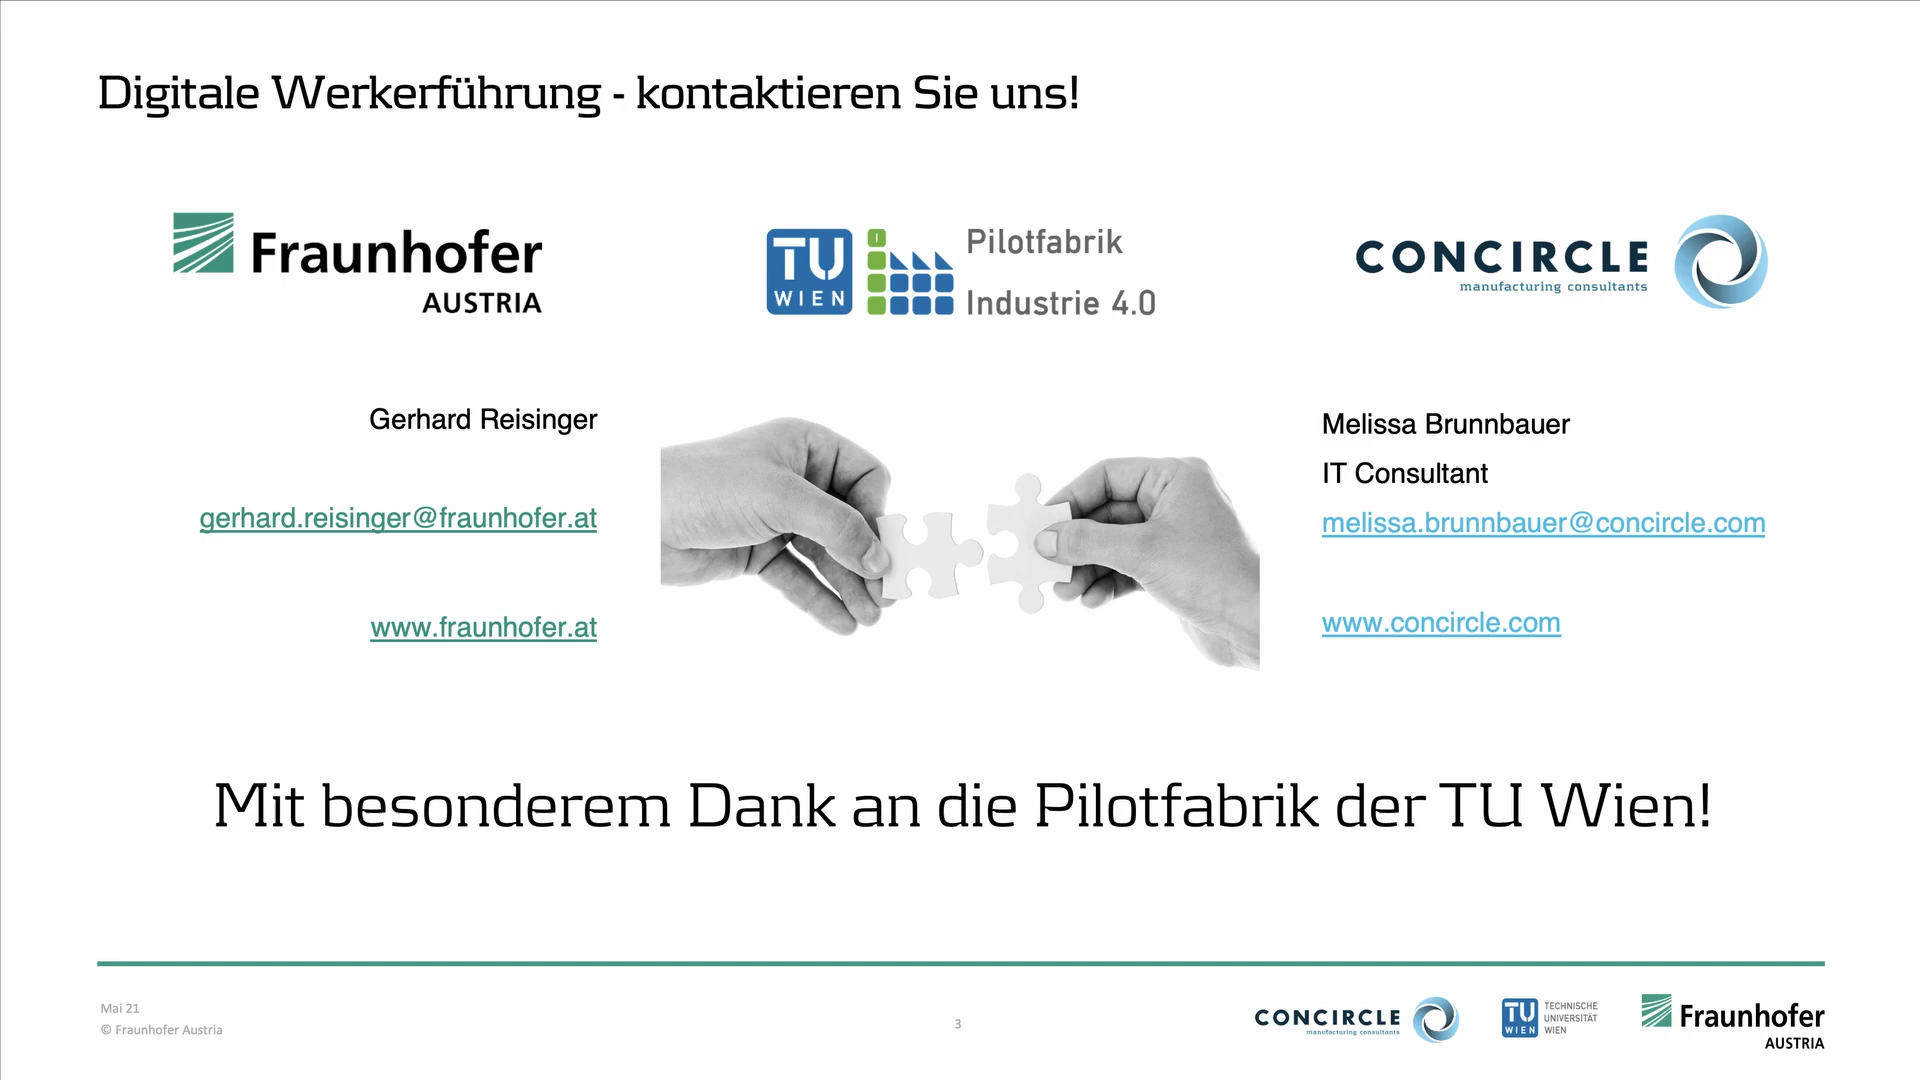 Digitale Werkerführung - kontaktieren Sie uns!
Fraunhofer
AUSTRIA
TU
WIEN
Pilotfabrik
Industrie 4.0
CONCIRCLE
manufacturing consultants
Gerhard Reisinger
gerhard.reisinger@fraunhofer.at
www.fraunhofer.at
Melissa Brunnbauer
IT Consultant
melissa.brunnbauer@concircle.com
www.concircle.com
Mit besonderem Dank an die Pilotfabrik der TU Wien!
Mai 21
© Fraunhofer Austria
3
CONCIRCLE
manufacturing consultants
TU
WIEN
TECHNISCHE
UNIVERSITÄT
WIEN
Fraunhofer
AUSTRIA